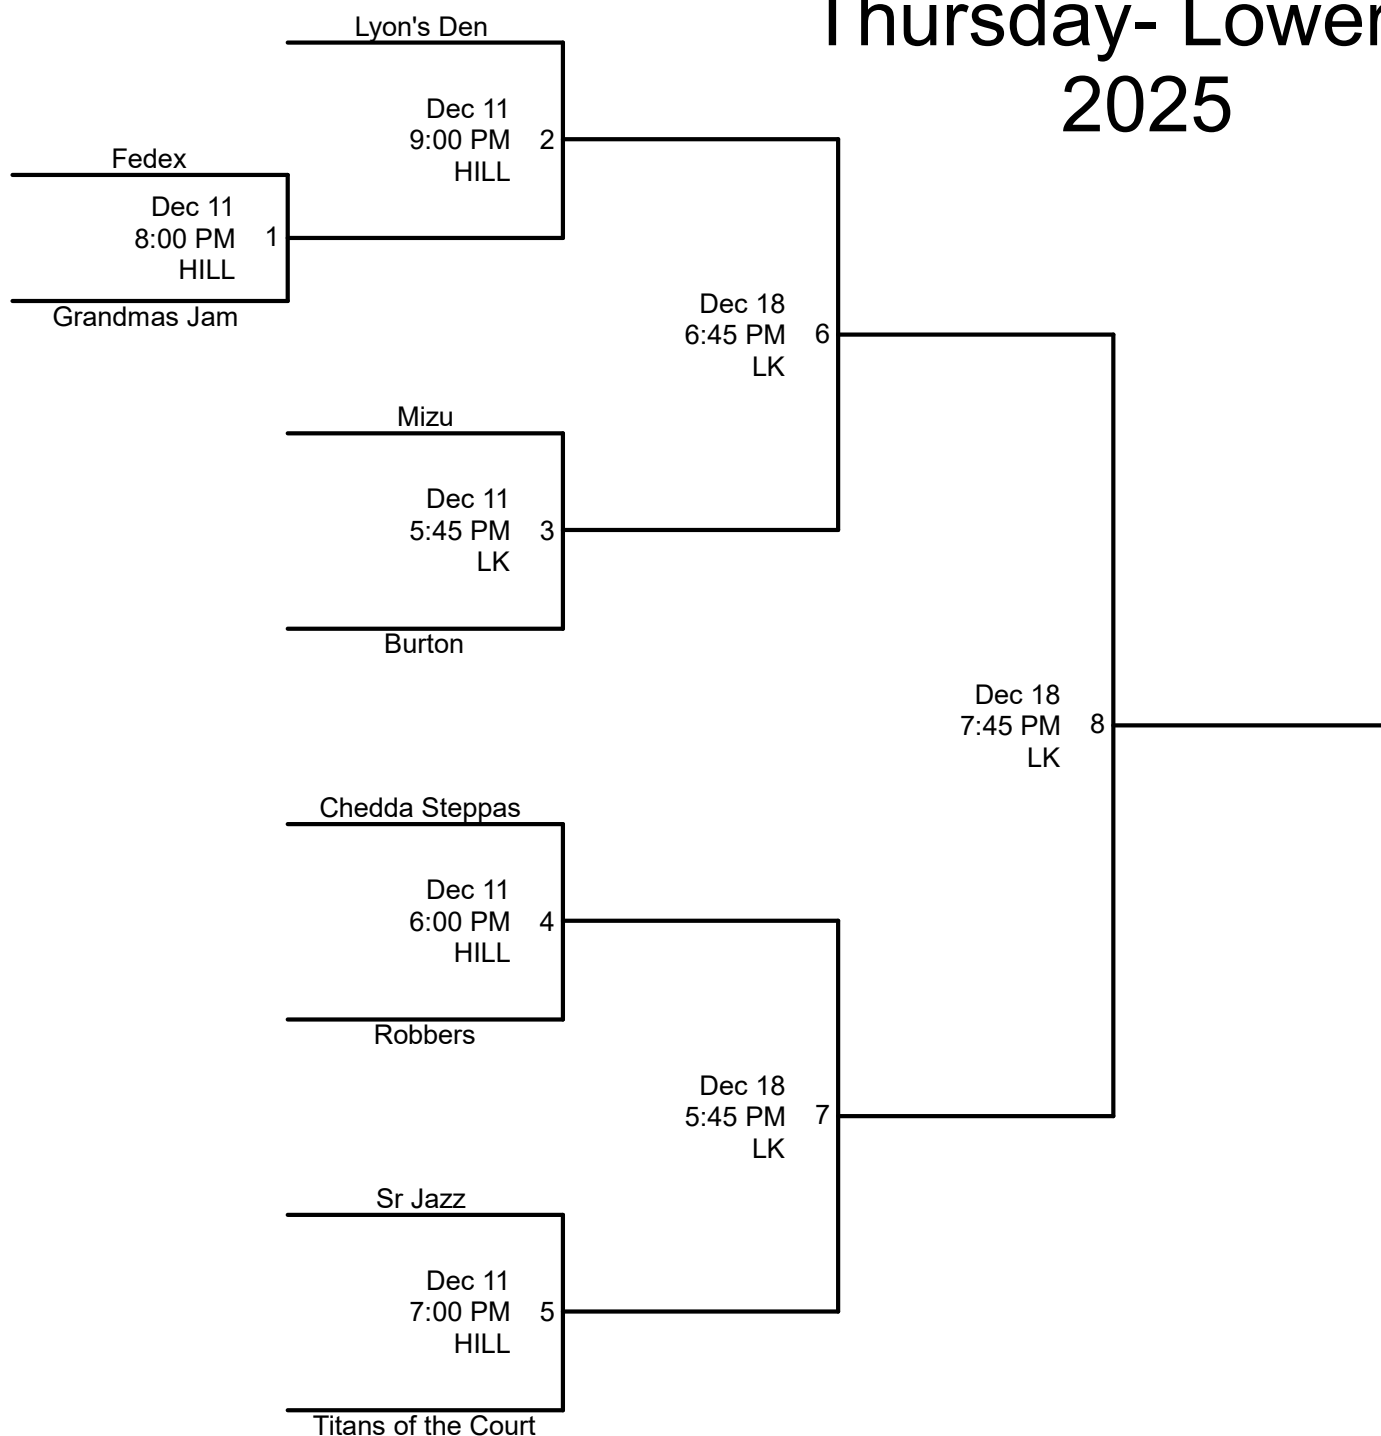 Thursday- Lower
2025
Lyon's Den
Dec 11
9:00 PM 2
HILL
Fedex
Dec 11
8:00 PM 1
HILL
Grandmas Jam
Dec 18
6:45 PM 6
LK
Mizu
Dec 11
5:45 PM 3
LK
Burton
Dec 18
7:45 PM 8
LK
Chedda Steppas
Dec 11
6:00 PM 4
HILL
Robbers
Dec 18
5:45 PM 7
LK
Sr Jazz
Dec 11
7:00 PM 5
HILL
Titans of the Court